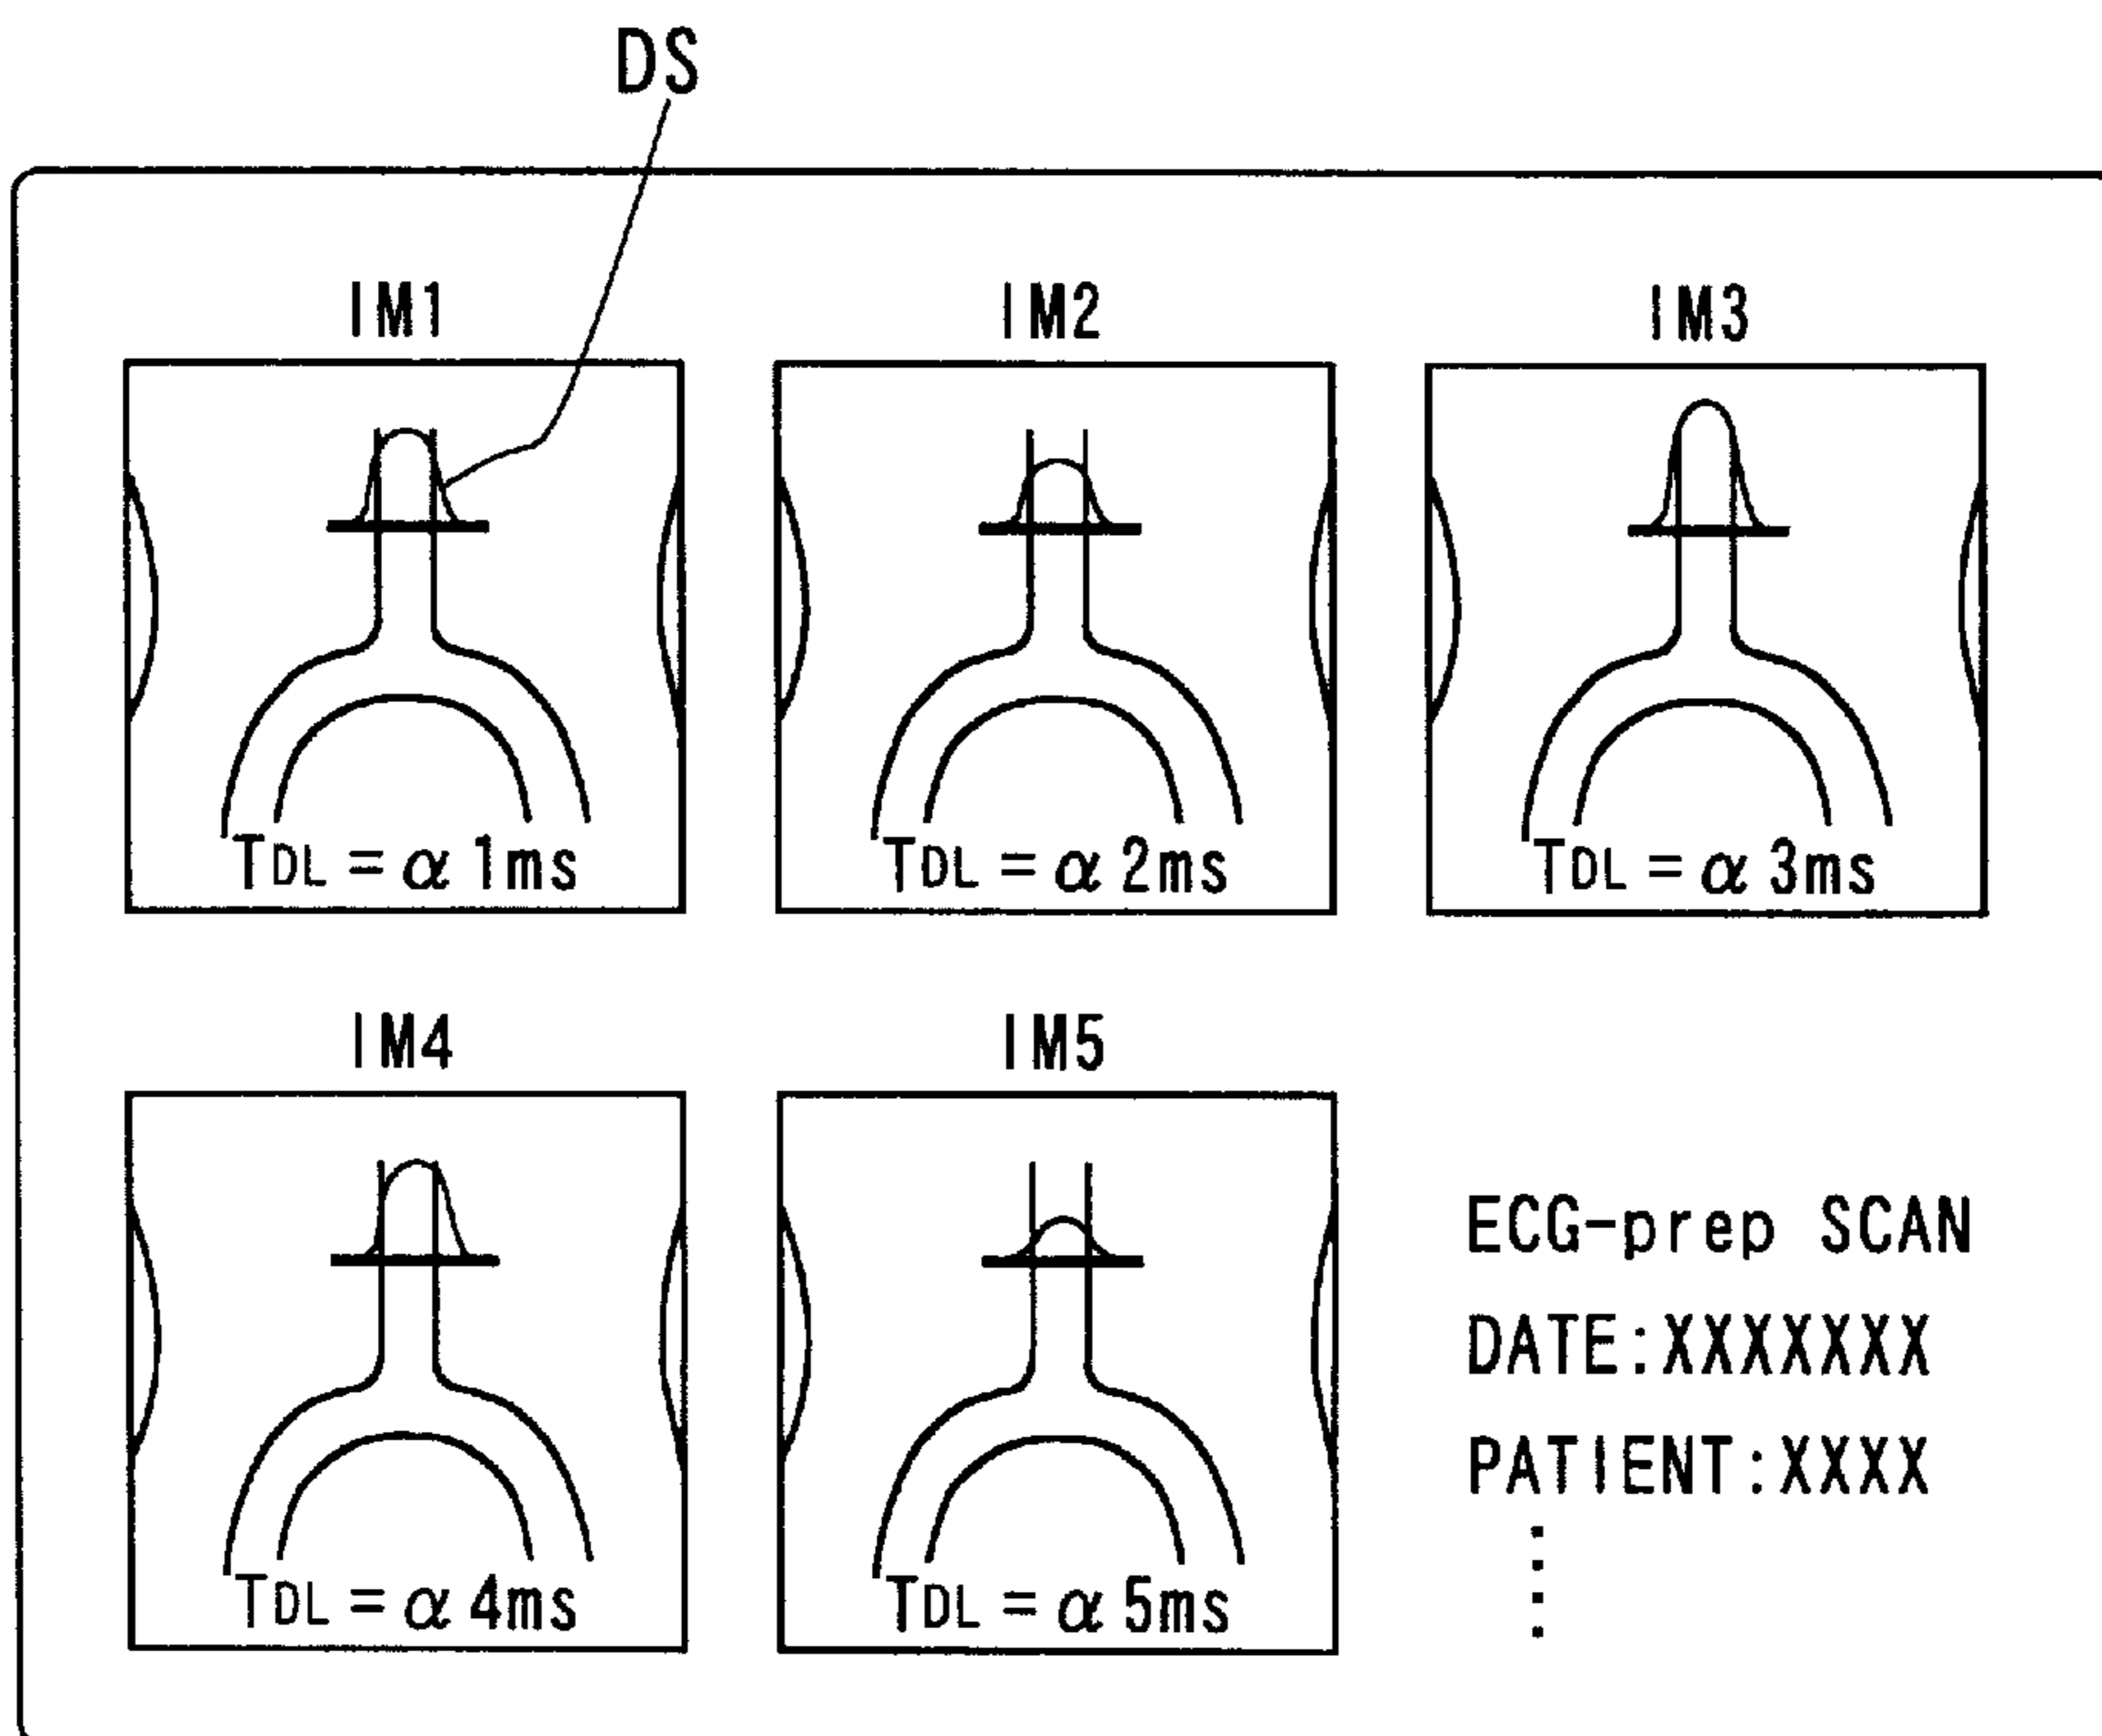 DS
IM1
IM2
IM3
TDL = α 1ms
TDL = α 2ms
TDL = α 3ms
IM4
IM5
TDL = α 4ms
TDL = α 5ms
ECG-prep SCAN
DATE:XXXXXXX
PATIENT:XXXX